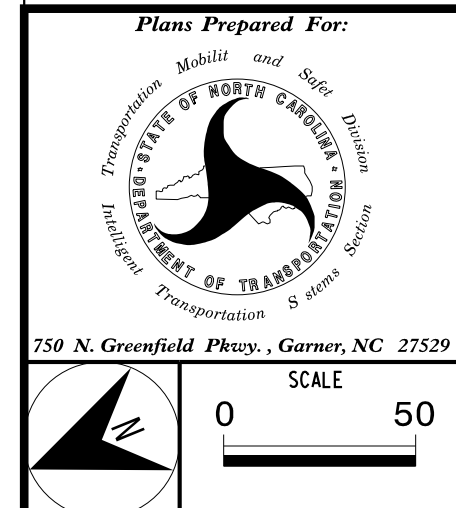 Plans Prepared For:
Transportation Mobilit and Safet Division
STATE OF NORTH CAROLINA
DEPARTMENT OF TRANSPORTATION
Intelligent Transportation S stems Section
750 N. Greenfield Pkwy. , Garner, NC 27529
N
SCALE
0 50